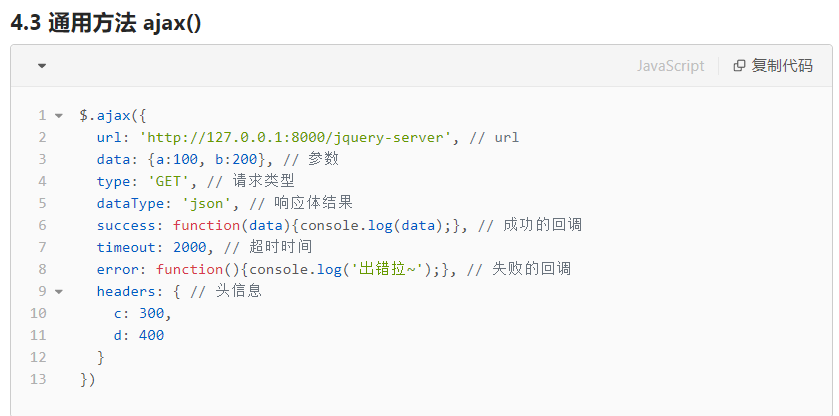 4.3 通用方法 ajax()
JavaScript 复制代码
1 $.ajax({
2 url: 'http://127.0.0.1:8000/jquery-server', // url
3 data: {a:100, b:200}, // 参数
4 type: 'GET', // 请求类型
5 dataType: 'json', // 响应体结果
6 success: function(data){console.log(data);}, // 成功的回调
7 timeout: 2000, // 超时时间
8 error: function(){console.log('出错拉~');}, // 失败的回调
9 headers: { // 头信息
10 c: 300,
11 d: 400
12 }
13 })